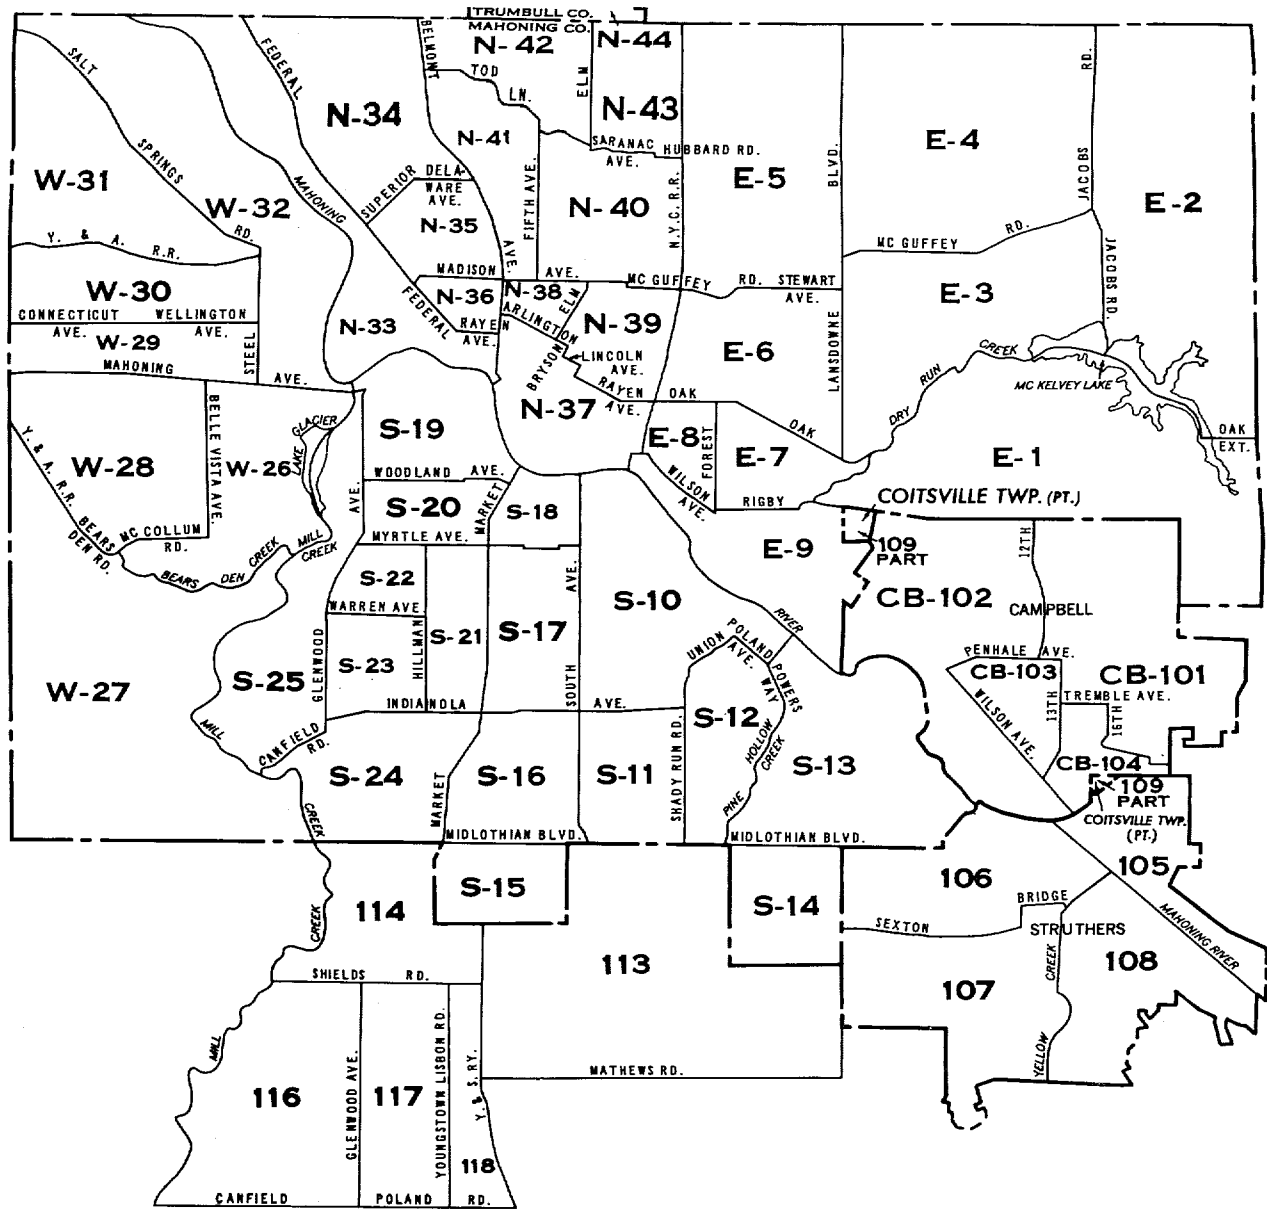 TRUMBULL CO.
MAHONING CO.
N-42
N-44
FEDERAL
BELMONT
SALT
TOD
LN.
ELM
RD.
N-34
N-43
N-41
SARANAC
AVE.
HUBBARD RD.
BLVD.
E-4
JACOBS
SPRINGS
W-31
W-32
MAHONING
SUPERIOR
DELA-
WARE
AVE.
FIFTH AVE.
N-40
N.Y.C. R.R.
E-5
E-2
N-35
RD.
Y. & A. R.R.
AVE.
MC GUFFEY
RD.
JACOBS RD.
MADISON
AVE.
MC GUFFEY
RD.
STEWART
AVE.
W-30
N-36
N-38
ELM
E-3
CONNECTICUT
AVE.
WELLINGTON
AVE.
FEDERAL
RAYEN
AVE.
ARLINGTON
N-39
N-33
W-29
STEEL
BRYSON
LINCOLN
AVE.
E-6
LANSDOWNE
CREEK
RUN
DRY
MC KELVEY LAKE
MAHONING
AVE.
RAYEN
AVE.
OAK
N-37
OAK
OAK
EXT.
BELLE VISTA AVE.
GLACIER
LAKE
S-19
E-8
FOREST
E-7
E-1
Y. & A. R.R.
W-28
W-26
WOODLAND
AVE.
WILSON
AVE.
RIGBY
COITSVILLE TWP. (PT.)
AVE.
S-20
MARKET
S-18
BEARS
DEN RD.
MC COLLUM
RD.
MILL
CREEK
MYRTLE AVE.
E-9
109
PART
12TH
BEARS
DEN
CREEK
S-22
AVE.
S-10
CB-102
CAMPBELL
WARREN AVE.
S-21
S-17
RIVER
UNION
AVE.
POLAND
WAY
POWERS
PENHALE AVE.
CB-103
CB-101
GLENWOOD
S-23
HILLMAN
SOUTH
W-27
S-25
WILSON AVE.
13TH
TREMBLE AVE.
16TH
INDIANOLA
AVE.
S-12
MILL
CANFIELD
RD.
HOLLOW
CREEK
PINE
S-24
S-16
S-11
SHADY RUN RD.
S-13
CB-104
109
PART
COITSVILLE TWP.
(PT.)
MARKET
CREEK
MIDLOTHIAN BLVD.
MIDLOTHIAN BLVD.
105
106
S-15
S-14
114
CREEK
SEXTON
BRIDGE
STRUTHERS
MAHONING RIVER
SHIELDS
RD.
113
CREEK
108
107
MILL
GLENWOOD AVE.
YOUNGSTOWN LISBON RD.
Y. & S. RY.
MATHEWS RD.
YELLOW
116
117
118
CANFIELD
POLAND
RD.